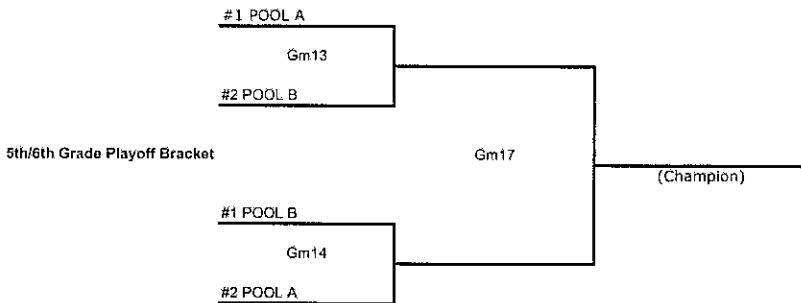 #1 POOL A
Gm13
#2 POOL B
5th/6th Grade Playoff Bracket
Gm17
(Champion)
#1 POOL B
Gm14
#2 POOL A